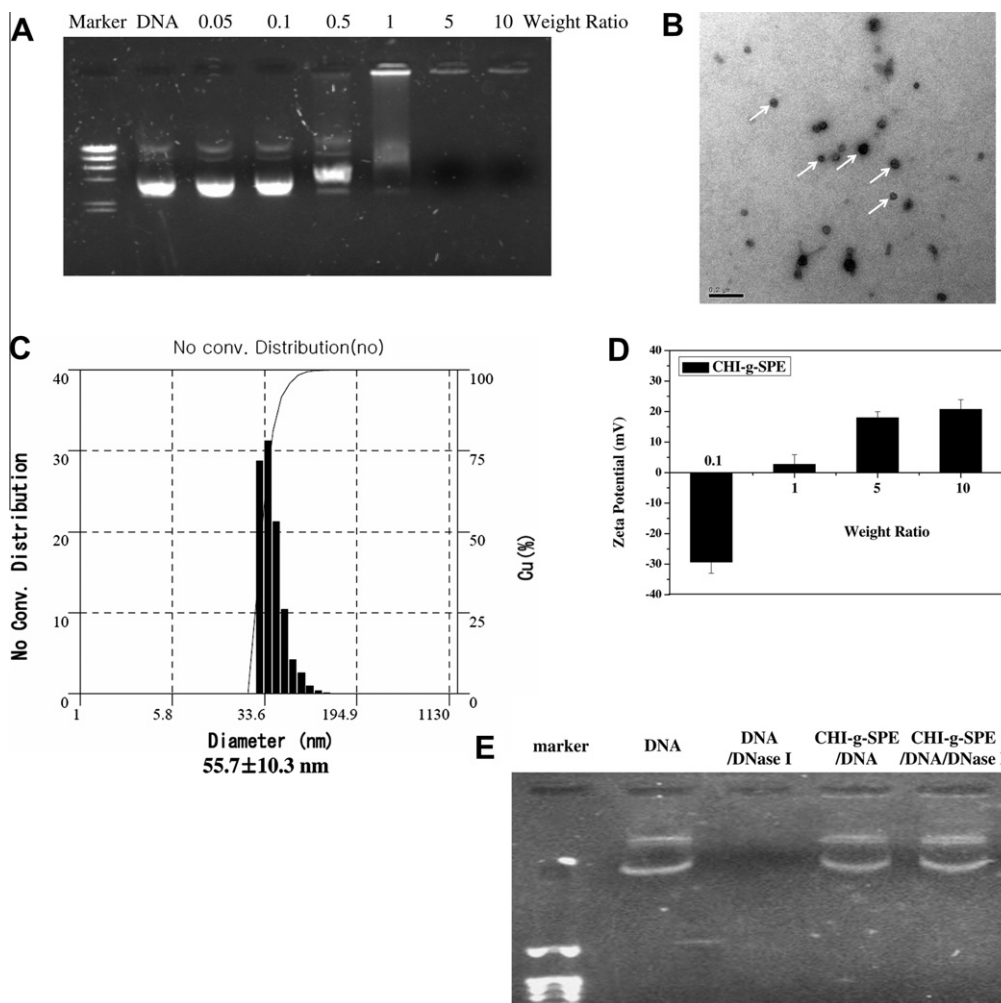 A
Marker DNA 0.05 0.1 0.5 1 5 10 Weight Ratio
B
0.2 μm
C
No conv. Distribution(no)
No Conv. Distribution
40
30
20
10
0
100
75
50
25
0
Cu(%)
1 5.8 33.6 194.9 1130
Diameter (nm)
55.7±10.3 nm
D
CHI-g-SPE
Zeta Potential (mV)
40
30
20
10
0
-10
-20
-30
-40
0.1
1 5 10
Weight Ratio
E
marker DNA DNA CHI-g-SPE CHI-g-SPE
/DNase I /DNA /DNA/DNase I